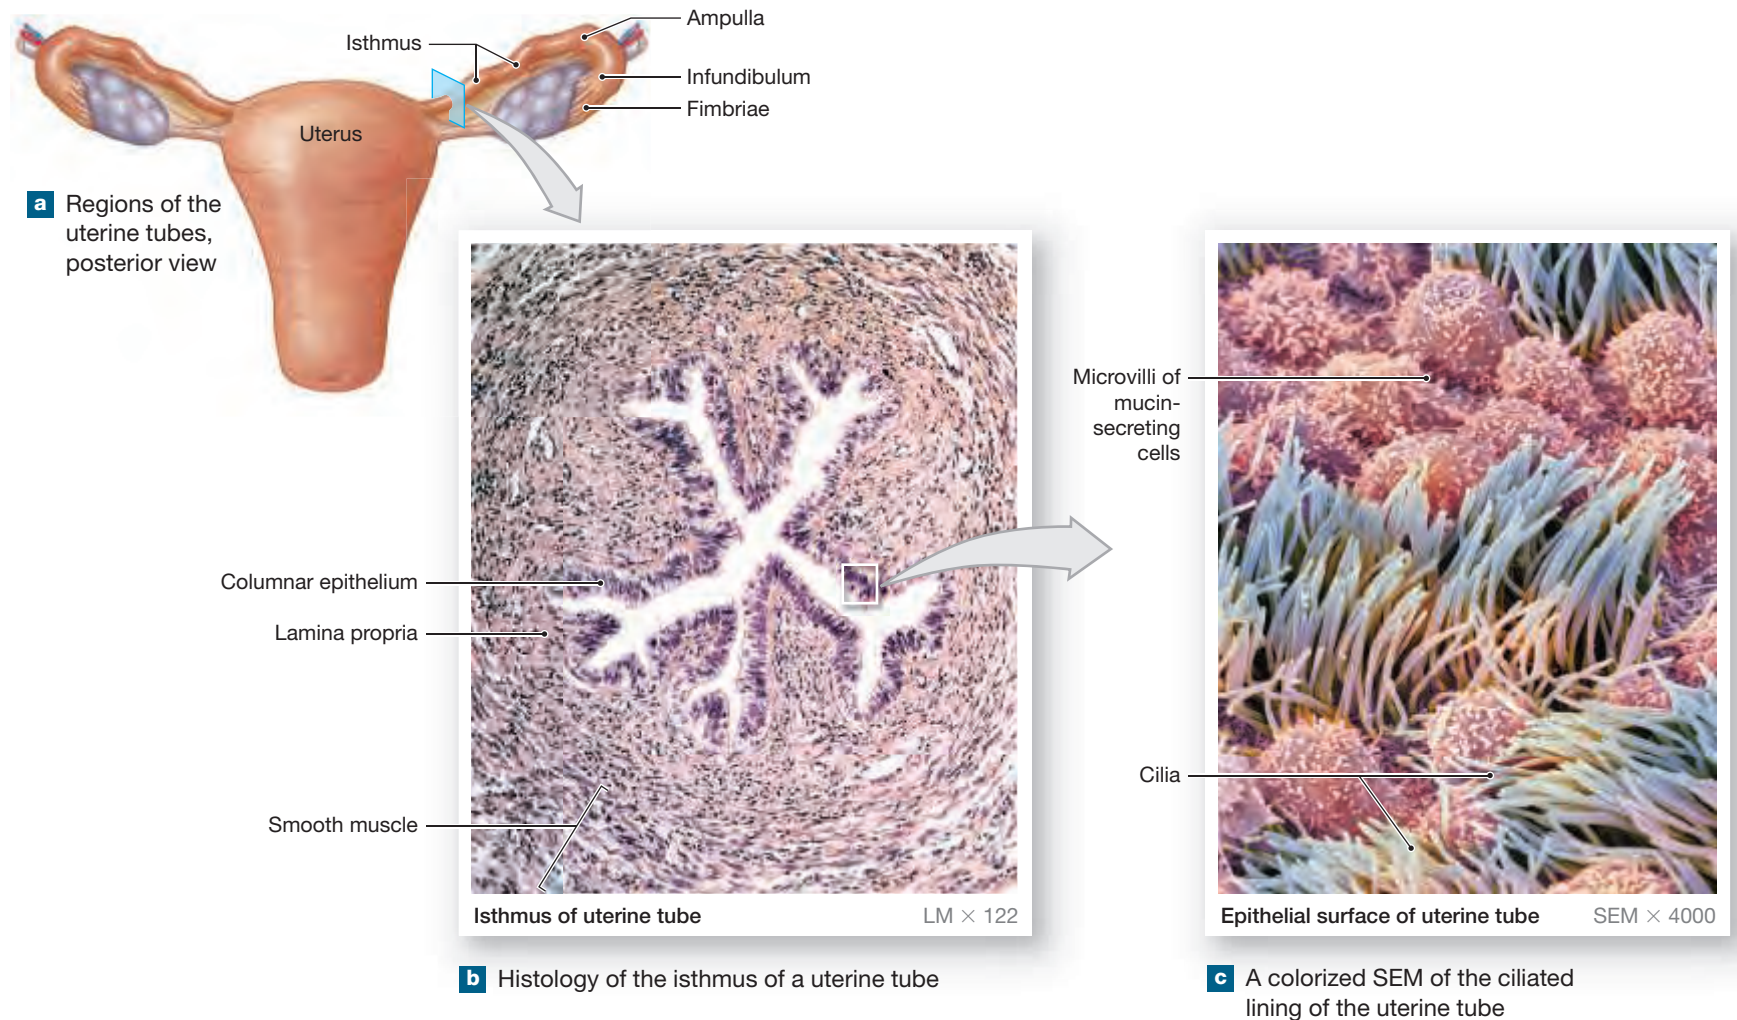 Ampulla
Isthmus
Infundibulum
Fimbriae
Uterus
a Regions of the
uterine tubes,
posterior view
Microvilli of
mucin-
secreting
cells
Columnar epithelium
Lamina propria
Cilia
Smooth muscle
Isthmus of uterine tube LM × 122
Epithelial surface of uterine tube SEM × 4000
b Histology of the isthmus of a uterine tube
c A colorized SEM of the ciliated
lining of the uterine tube